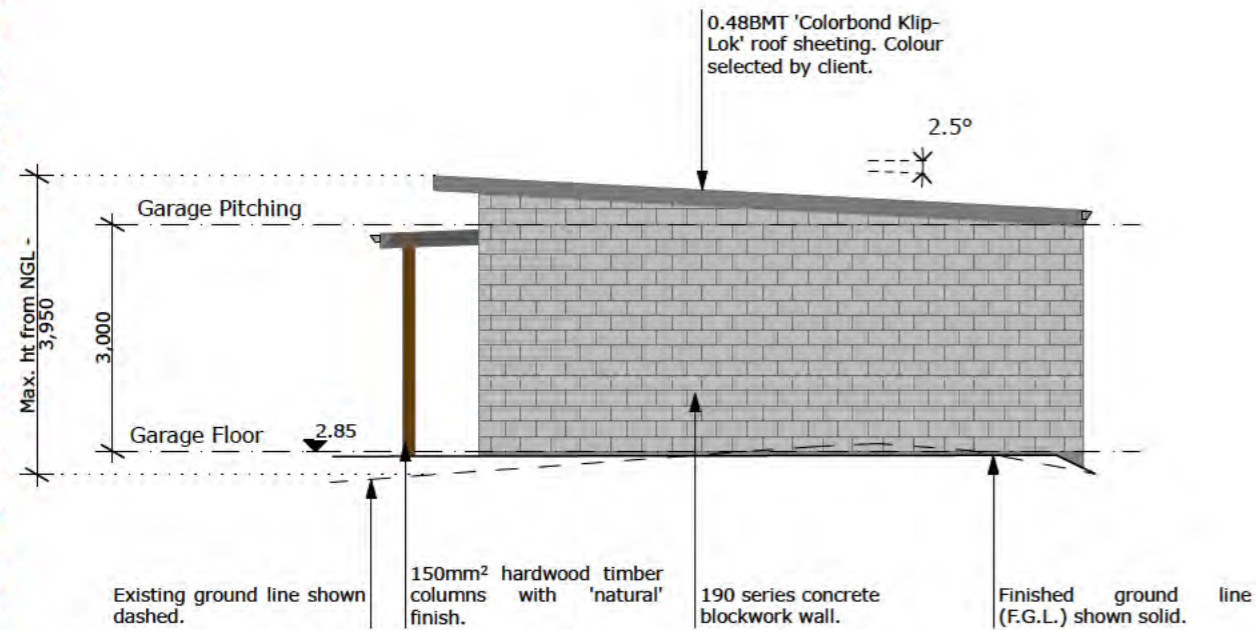 0.48BMT 'Colorbond Klip-
Lok' roof sheeting. Colour
selected by client.
2.5°
Garage Pitching
Max. ht from NGL -
3,950
3,000
Garage Floor
2.85
Existing ground line shown
dashed.
150mm² hardwood timber
columns with 'natural'
finish.
190 series concrete
blockwork wall.
Finished ground line
(F.G.L.) shown solid.